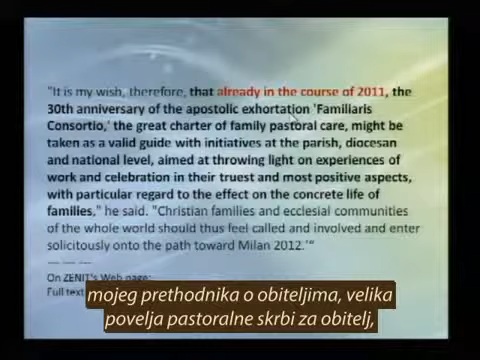 "It is my wish, therefore, that already in the course of 2011, the
30th anniversary of the apostolic exhortation 'Familiaris
Consortio,' the great charter of family pastoral care, might be
taken as a valid guide with initiatives at the parish, diocesan
and national level, aimed at throwing light on experiences of
work and celebration in their truest and most positive aspects,
with particular regard to the effect on the concrete life of
families," he said. "Christian families and ecclesial communities
of the whole world should thus feel called and involved and enter
solicitously onto the path toward Milan 2012.'"
— — —
On ZENIT's Web page:
Full text
mojeg prethodnika o obiteljima, velika
povelja pastoralne skrbi za obitelj,